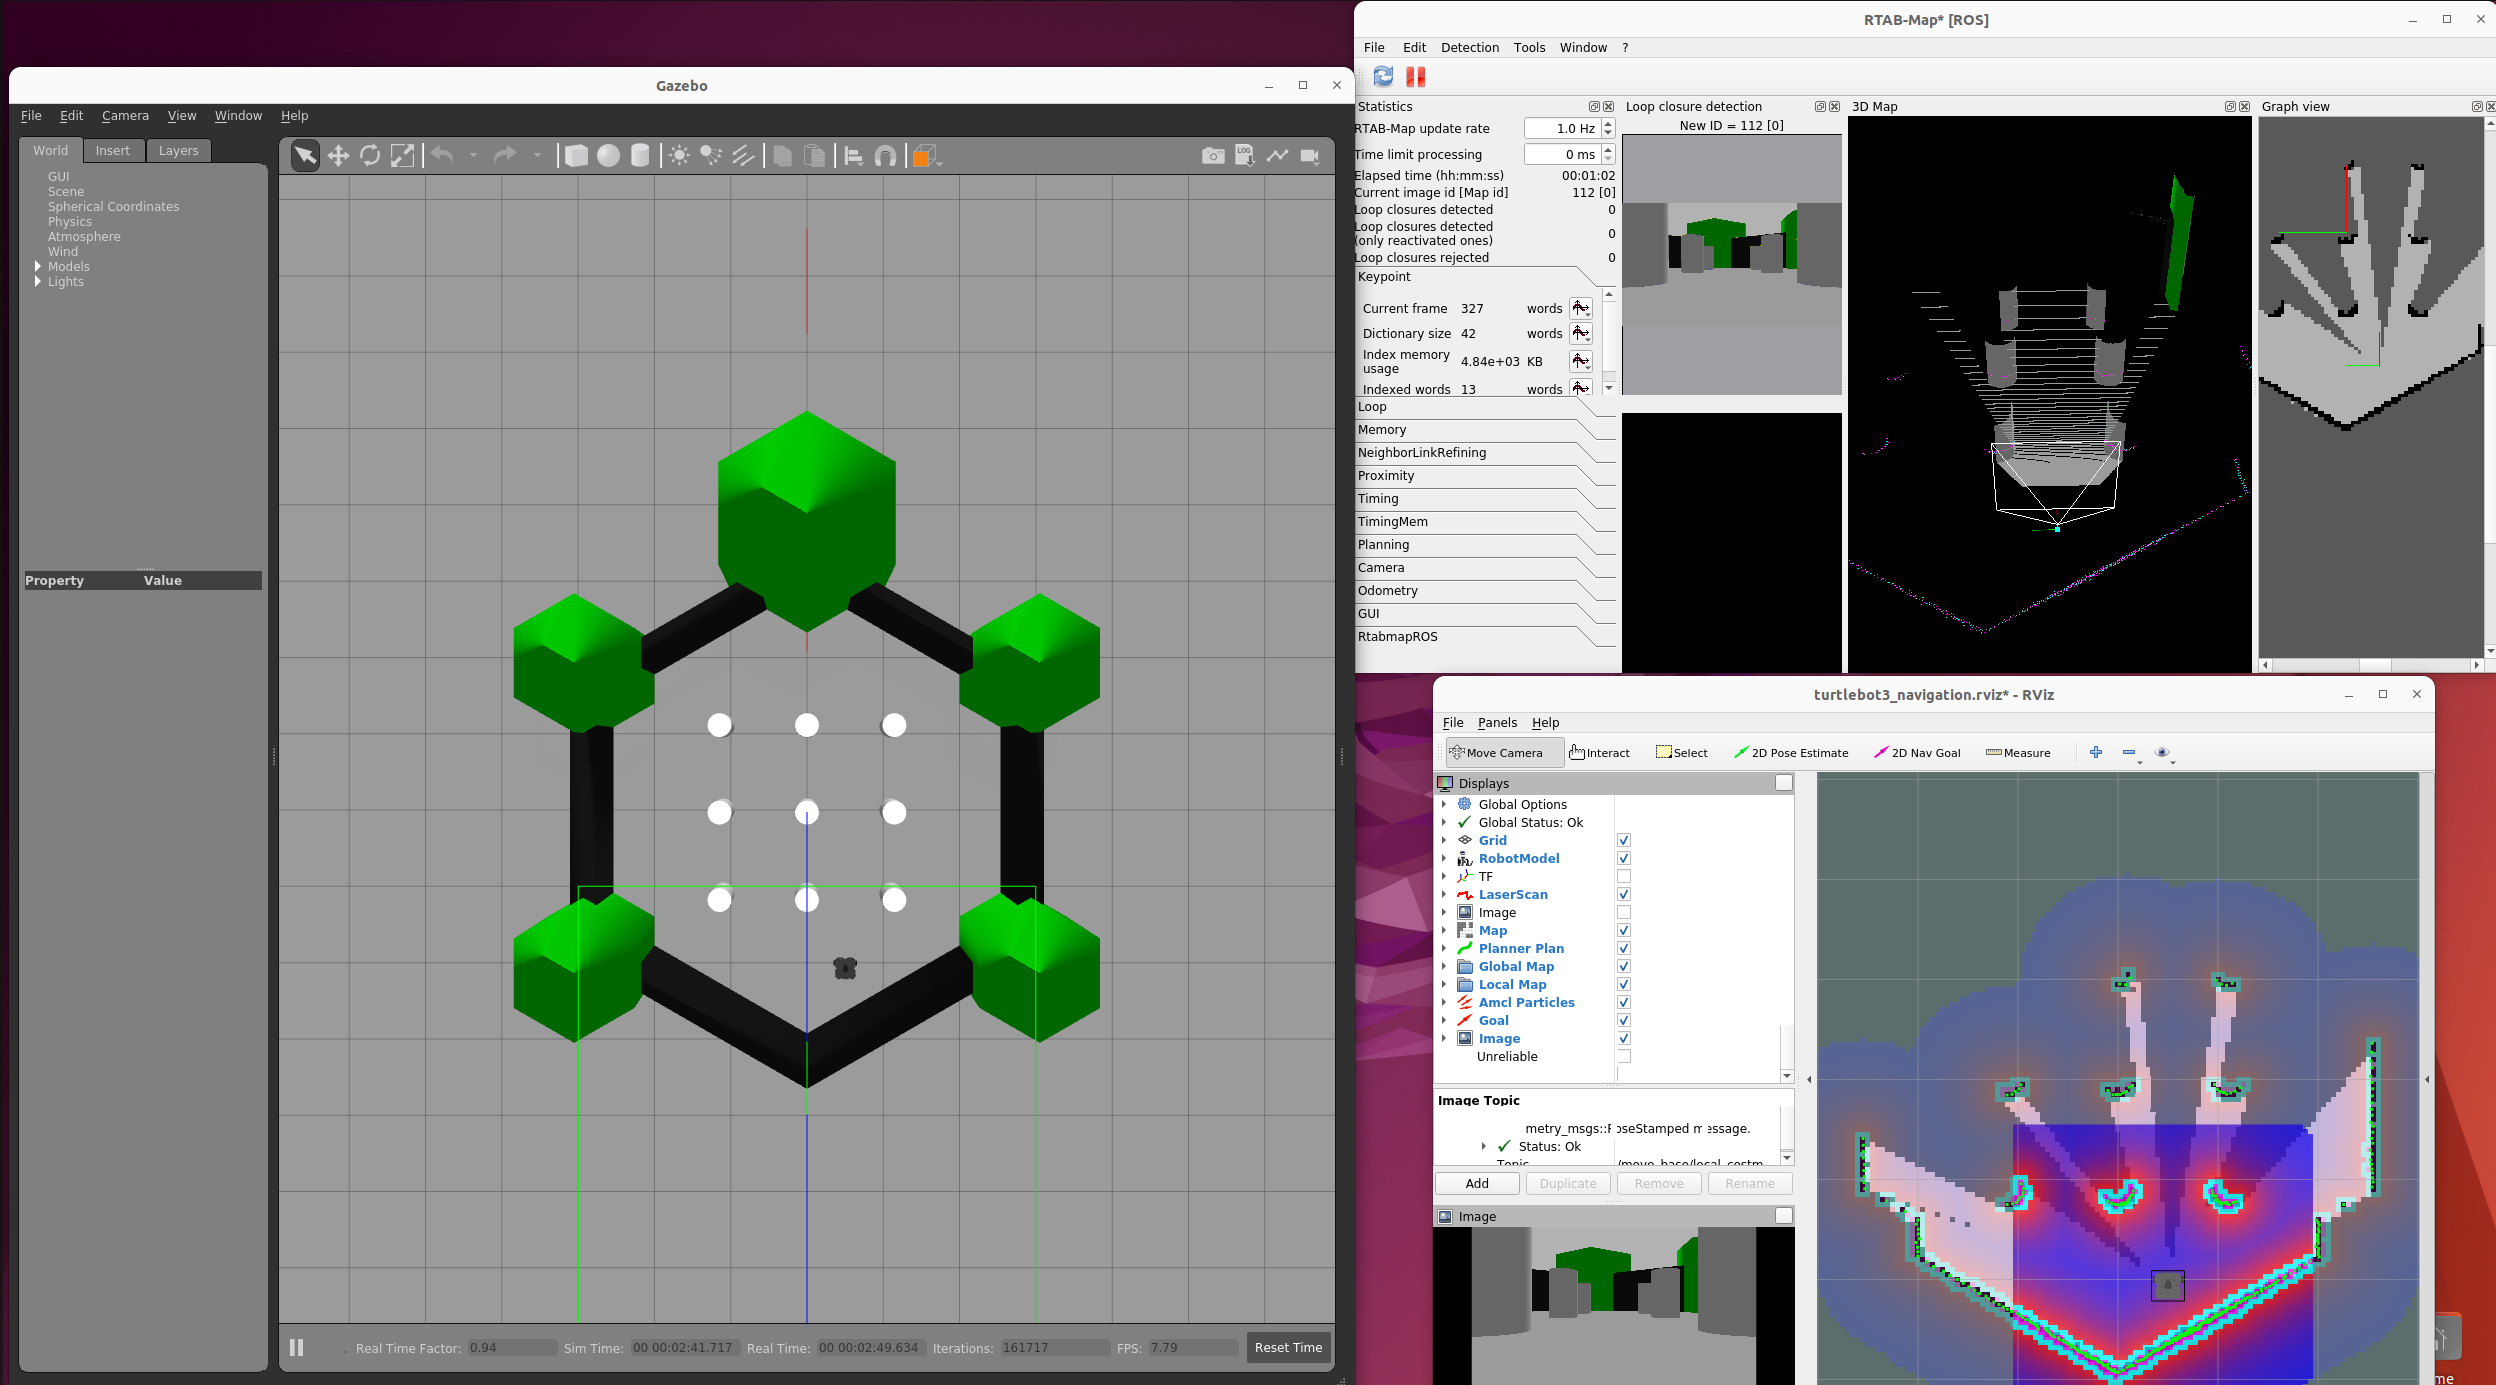 Gazebo
File Edit Camera View Window Help
World Insert Layers
GUI
Scene
Spherical Coordinates
Physics
Atmosphere
Wind
Models
Lights
Property Value
LOG
Real Time Factor: 0.94 Sim Time: 00 00:02:41.717 Real Time: 00 00:02:49.634 Iterations: 161717 FPS: 7.79 Reset Time
RTAB-Map* [ROS]
File Edit Detection Tools Window ?
Statistics
RTAB-Map update rate 1.0 Hz
Time limit processing 0 ms
Elapsed time (hh:mm:ss) 00:01:02
Current image id [Map id] 112 [0]
Loop closures detected 0
Loop closures detected
(only reactivated ones) 0
Loop closures rejected 0
Keypoint
Current frame 327 words
Dictionary size 42 words
Index memory
usage 4.84e+03 KB
Indexed words 13 words
Loop
Memory
NeighborLinkRefining
Proximity
Timing
TimingMem
Planning
Camera
Odometry
GUI
RtabmapROS
Loop closure detection
New ID = 112 [0]
3D Map
Graph view
turtlebot3_navigation.rviz* - RViz
File Panels Help
Move Camera Interact Select 2D Pose Estimate 2D Nav Goal Measure
Displays
Global Options
Global Status: Ok
Grid
RobotModel
TF
LaserScan
Image
Map
Planner Plan
Global Map
Local Map
Amcl Particles
Goal
Image
Unreliable
Image Topic
metry_msgs::PoseStamped message.
Status: Ok
Topic /move_base/local_costm
Add Duplicate Remove Rename
Image
me